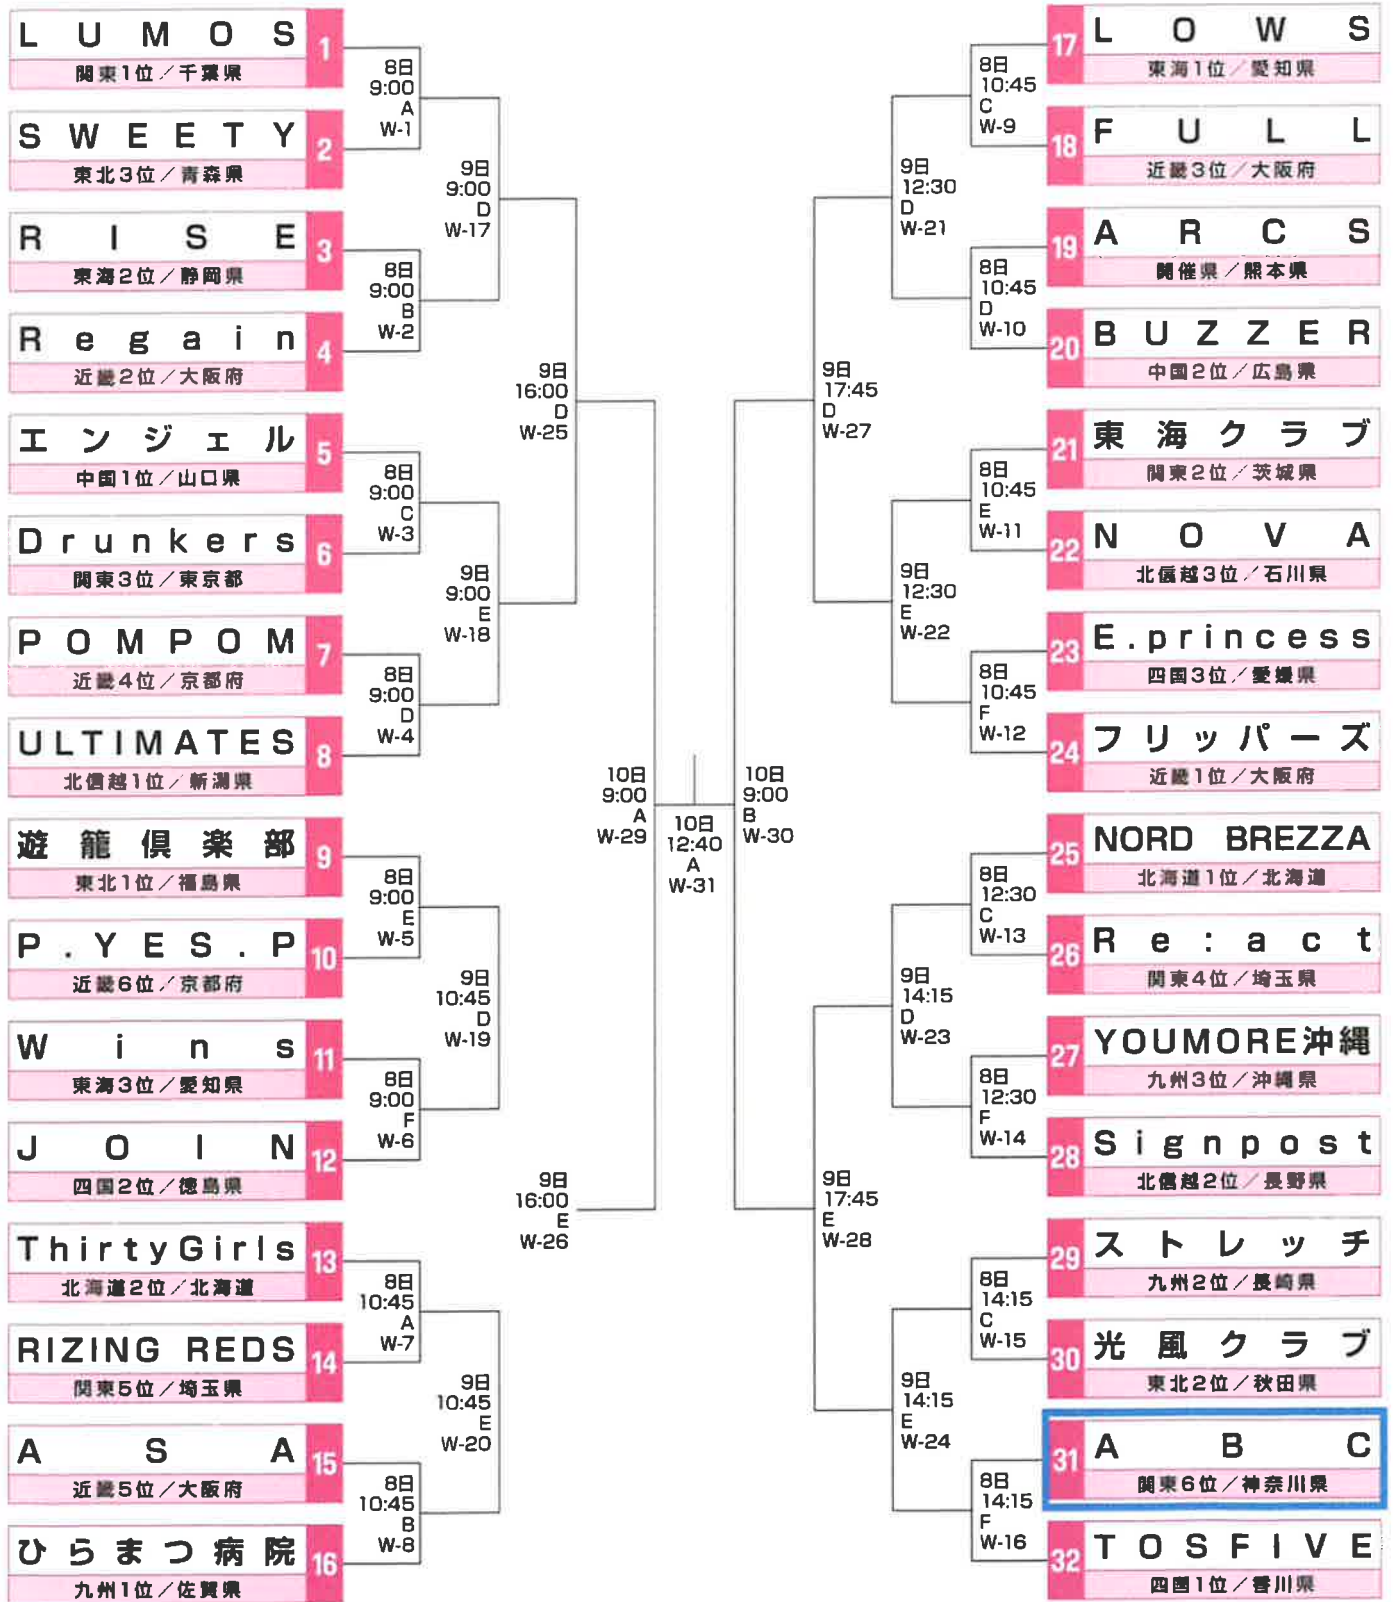 L U M O S
1
関東1位／千葉県
S W E E T Y
2
東北3位／青森県
R I S E
3
東海2位／静岡県
R e g a i n
4
近畿2位／大阪府
エ ン ジ ェ ル
5
中国1位／山口県
D r u n k e r s
6
関東3位／東京都
P O M P O M
7
近畿4位／京都府
ULTIMATES
8
北信越1位／新潟県
遊 籠 倶 楽 部
9
東北1位／福島県
P . Y E S . P
10
近畿6位／京都府
W i n s
11
東海3位／愛知県
J O I N
12
四国2位／徳島県
ThirtyGirls
13
北海道2位／北海道
RIZING REDS
14
関東5位／埼玉県
A S A
15
近畿5位／大阪府
ひ ら ま つ 病 院
16
九州1位／佐賀県
8日
9:00
A
W-1
8日
9:00
B
W-2
8日
9:00
C
W-3
8日
9:00
D
W-4
8日
9:00
E
W-5
8日
9:00
F
W-6
8日
10:45
A
W-7
8日
10:45
B
W-8
9日
9:00
D
W-17
9日
9:00
E
W-18
9日
10:45
D
W-19
9日
10:45
E
W-20
9日
16:00
D
W-25
9日
16:00
E
W-26
10日
9:00
A
W-29
10日
12:40
A
W-31
10日
9:00
B
W-30
9日
17:45
D
W-27
9日
17:45
E
W-28
9日
12:30
D
W-21
9日
12:30
E
W-22
9日
14:15
D
W-23
9日
14:15
E
W-24
8日
10:45
C
W-9
8日
10:45
D
W-10
8日
10:45
E
W-11
8日
10:45
F
W-12
8日
12:30
C
W-13
8日
12:30
F
W-14
8日
14:15
C
W-15
8日
14:15
F
W-16
17
L O W S
東海1位／愛知県
18
F U L L
近畿3位／大阪府
19
A R C S
開催県／熊本県
20
B U Z Z E R
中国2位／広島県
21
東 海 ク ラ ブ
関東2位／茨城県
22
N O V A
北信越3位／石川県
23
E.princess
四国3位／愛媛県
24
フ リ ッ パ ー ズ
近畿1位／大阪府
25
NORD BREZZA
北海道1位／北海道
26
R e : a c t
関東4位／埼玉県
27
YOUMORE沖縄
九州3位／沖縄県
28
Signpost
北信越2位／長野県
29
ス ト レ ッ チ
九州2位／長崎県
30
光 風 ク ラ ブ
東北2位／秋田県
31
A B C
関東6位／神奈川県
32
T O S F I V E
四国1位／香川県